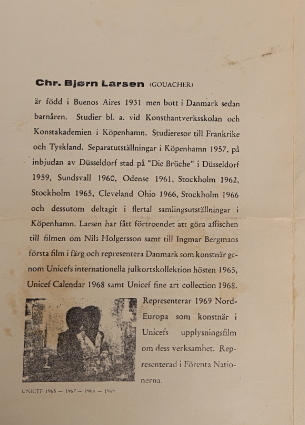 Chr. Bjørn Larsen (GOUACHER)
är född i Buenos Aires 1931 men bott i Danmark sedan
barnåren. Studier bl. a. vid Konsthantverksskolan och
Konstakademien i Köpenhamn. Studieresor till Frankrike
och Tyskland. Separatutställningar i Köpenhamn 1957, på
inbjudan av Düsseldorf stad på "Die Brüche" i Düsseldorf
1959, Sundsvall 1960, Odense 1961, Stockholm 1962,
Stockholm 1965, Cleveland Ohio 1966, Stockholm 1966
och dessutom deltagit i flertal samlingsutställningar i
Köpenhamn. Larsen har fått förtroendet att göra affischen
till filmen om Nils Holgersson samt till Ingmar Bergmans
första film i färg och representera Danmark som konstnär ge-
nom Unicefs internationella julkortskollektion hösten 1965,
Unicef Calendar 1968 samt Unicef fine art collection 1968.
Representerar 1969 Nord-
Europa som konstnär i
Unicefs upplysningsfilm
om dess verksamhet. Rep-
resenterad i Förenta Natio-
nerna.
UNICEF 1965 — 1967 —